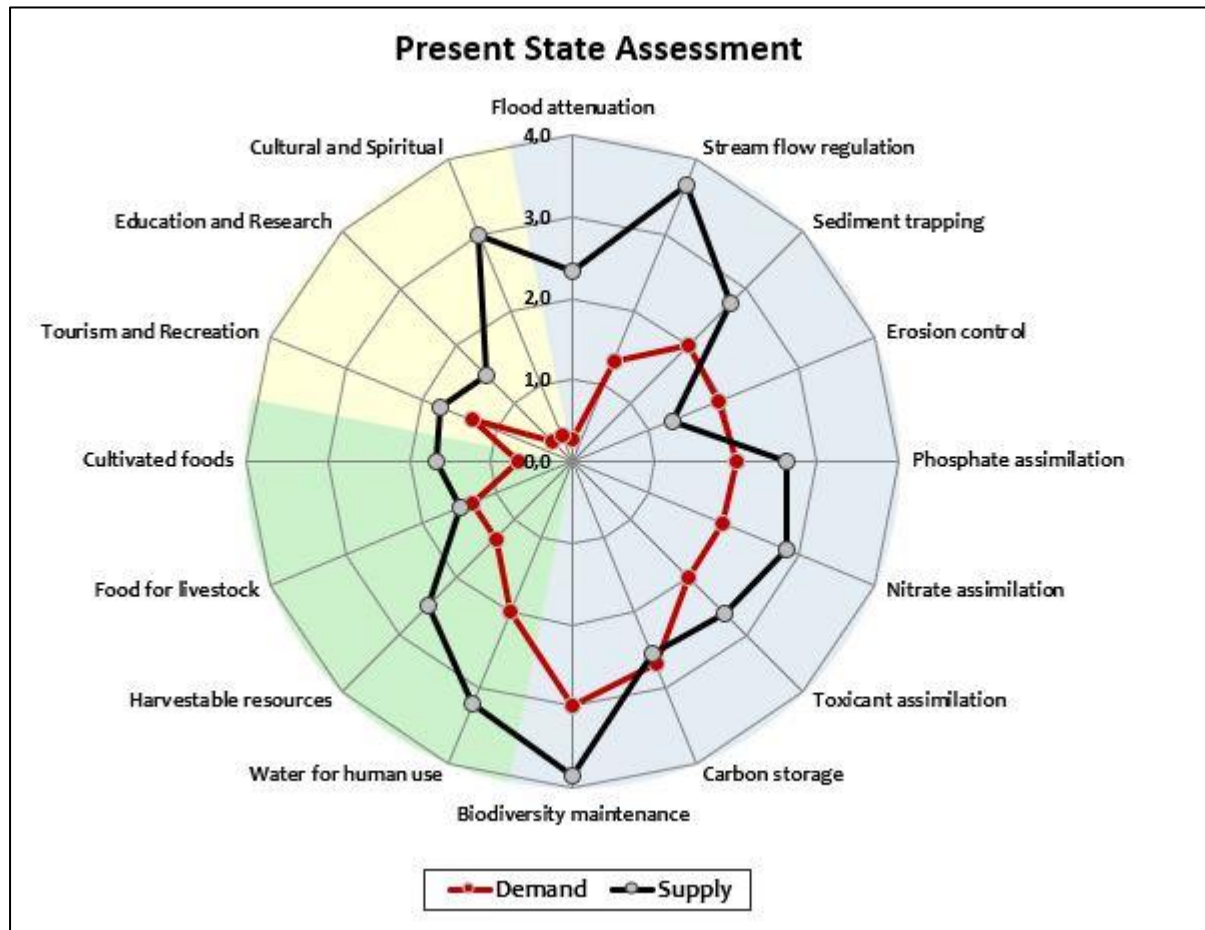 Present State Assessment
Flood attenuation
4,0
Cultural and Spiritual
Stream flow regulation
Education and Research
3,0
Sediment trapping
2,0
Tourism and Recreation
Erosion control
1,0
Cultivated foods
0,0
Phosphate assimilation
Food for livestock
Nitrate assimilation
Harvestable resources
Toxicant assimilation
Water for human use
Carbon storage
Biodiversity maintenance
Demand
Supply